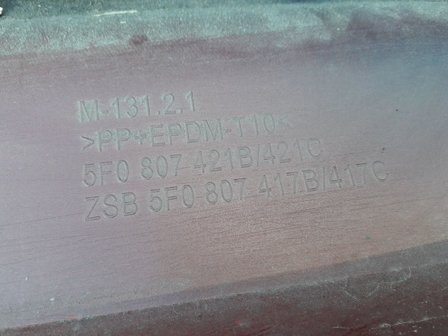 M-131.2.1
>PP+EPDM-T10<
5F0 807 421B/421C
ZSB 5F0 807 417B/417C